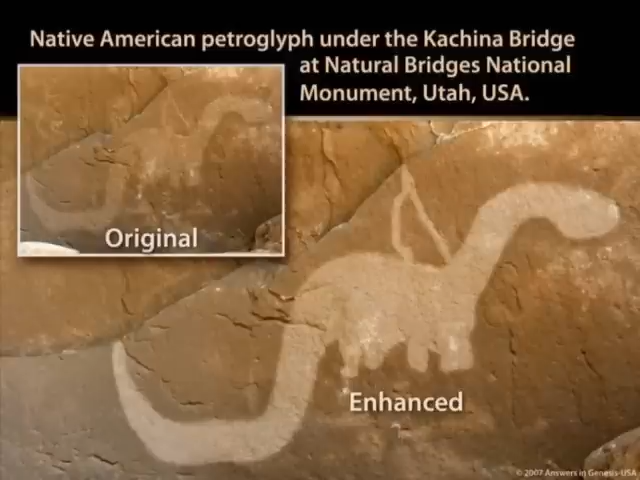 Native American petroglyph under the Kachina Bridge
at Natural Bridges National
Monument, Utah, USA.
Original
Enhanced
© 2007 Answers in Genesis-USA